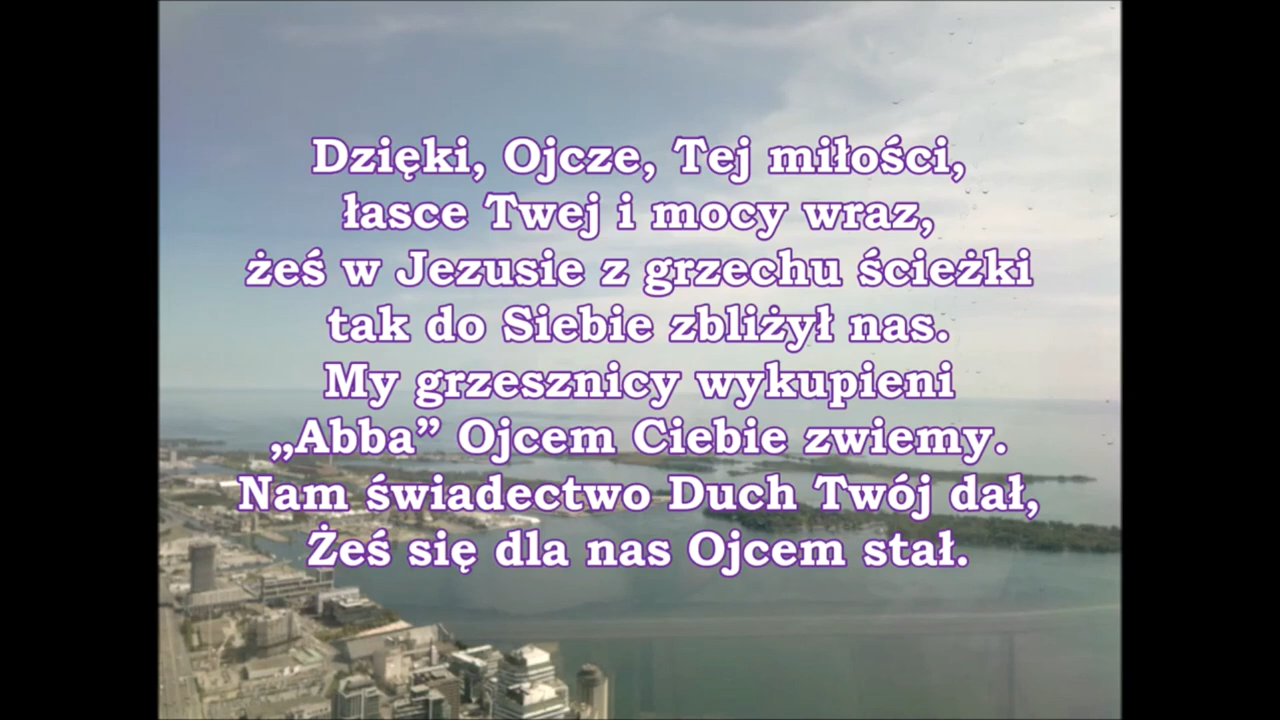 Dzięki, Ojcze, Tej miłości,
łasce Twej i mocy wraz,
żeś w Jezusie z grzechu ścieżki
tak do Siebie zbliżył nas.
My grzesznicy wykupieni
„Abba” Ojcem Ciebie zwiemy.
Nam świadectwo Duch Twój dał,
Żeś się dla nas Ojcem stał.